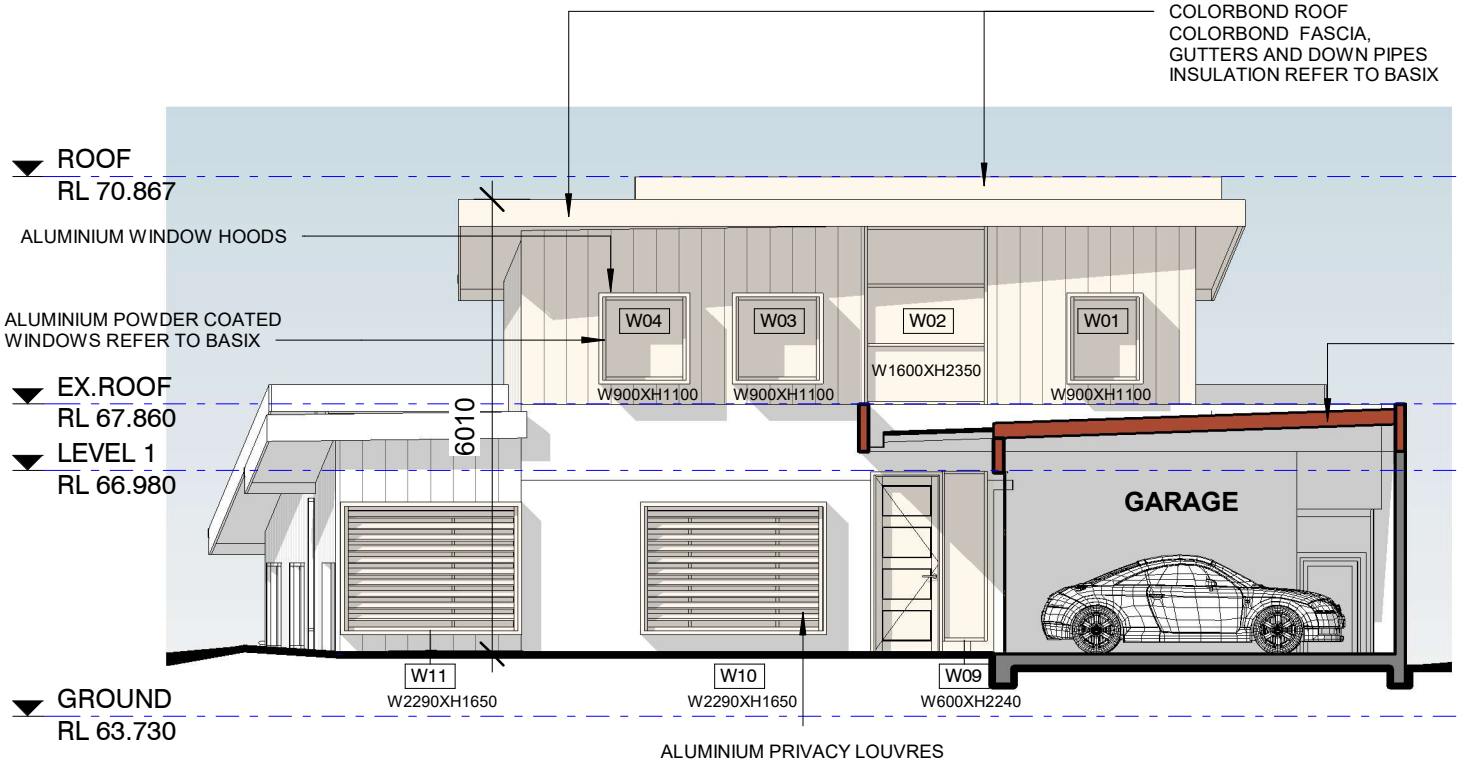 COLORBOND ROOF
COLORBOND FASCIA,
GUTTERS AND DOWN PIPES
INSULATION REFER TO BASIX
ROOF
RL 70.867
ALUMINIUM WINDOW HOODS
ALUMINIUM POWDER COATED
WINDOWS REFER TO BASIX
W04
W03
W02
W01
W1600XH2350
W900XH1100
W900XH1100
W900XH1100
EX.ROOF
RL 67.860
6010
LEVEL 1
RL 66.980
GARAGE
W11
W2290XH1650
W10
W2290XH1650
W09
W600XH2240
GROUND
RL 63.730
ALUMINIUM PRIVACY LOUVRES